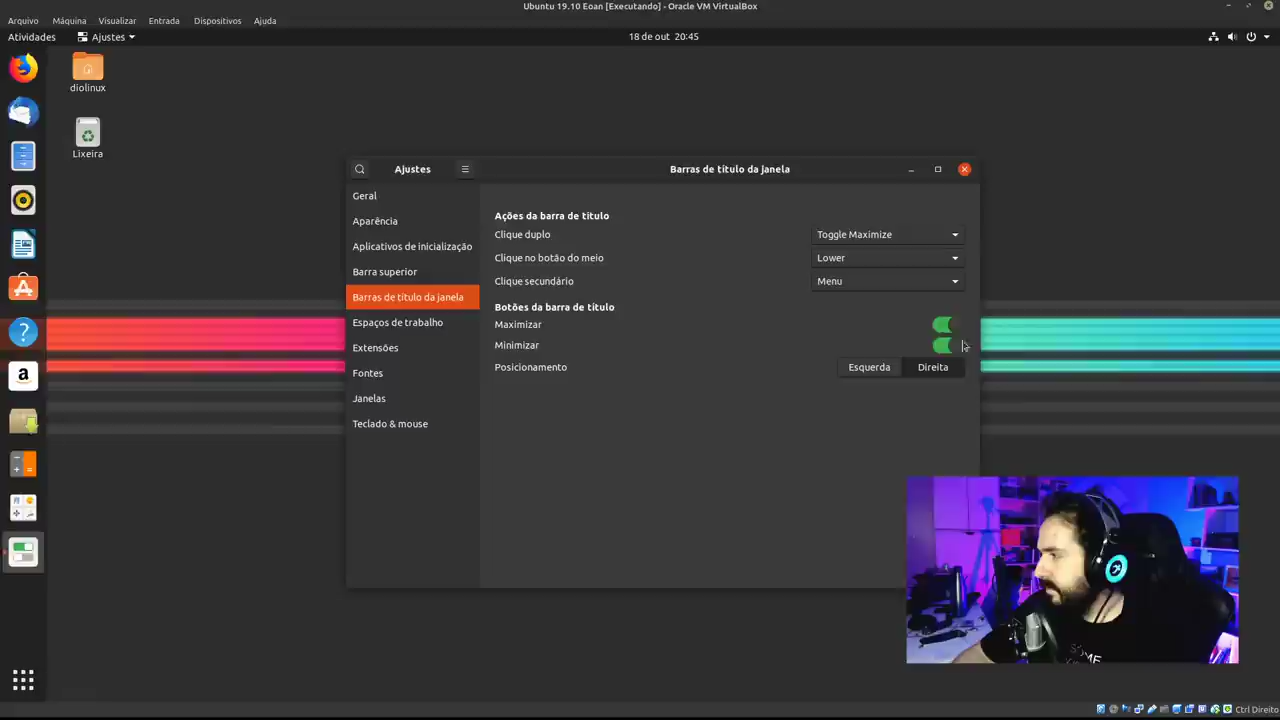 Ubuntu 19.10 Eoan [Executando] - Oracle VM VirtualBox
Arquivo Máquina Visualizar Entrada Dispositivos Ajuda
Atividades Ajustes 18 de out 20:45
diolinux
Lixeira
Ajustes Barras de título da janela
Geral
Aparência
Aplicativos de inicialização
Barra superior
Barras de título da janela
Espaços de trabalho
Extensões
Fontes
Janelas
Teclado & mouse
Ações da barra de título
Clique duplo Toggle Maximize
Clique no botão do meio Lower
Clique secundário Menu
Botões da barra de título
Maximizar
Minimizar
Posicionamento Esquerda Direita
Ctrl Direito